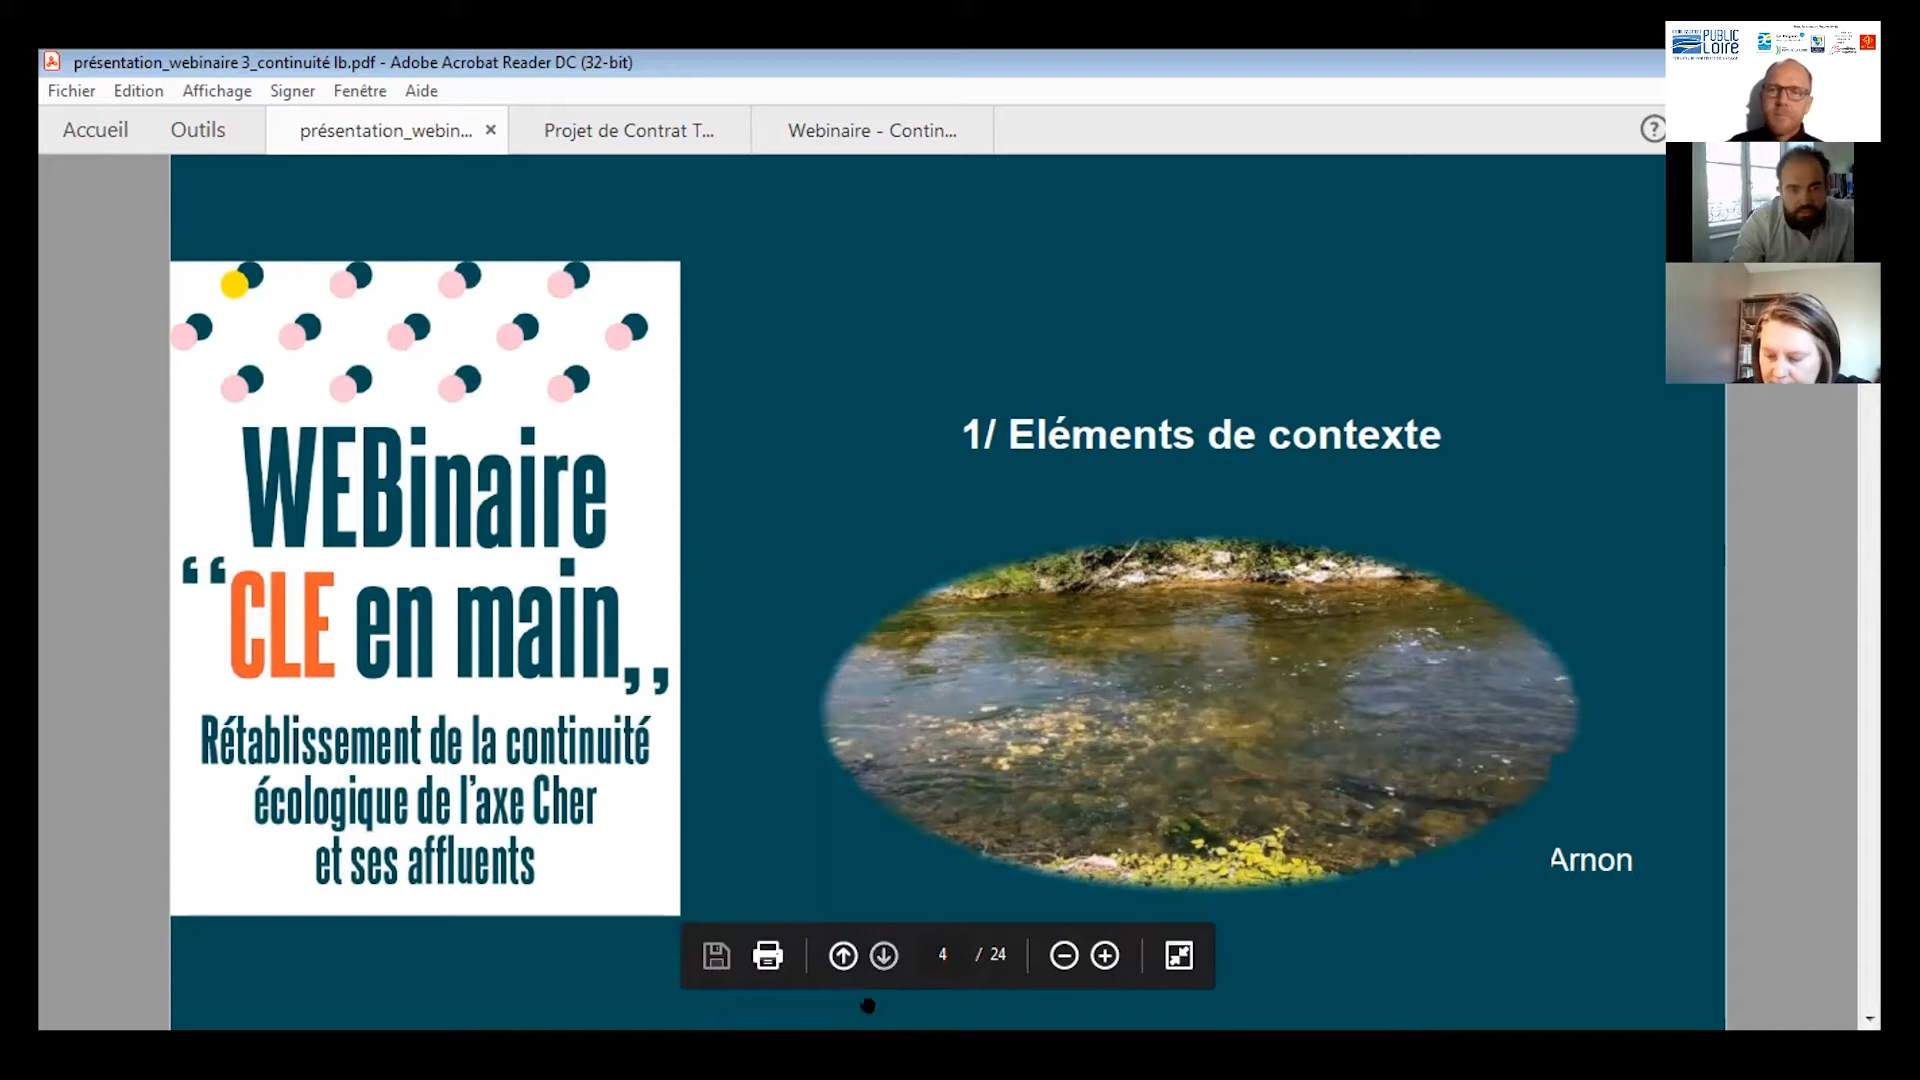 présentation_webinaire 3_continuité lb.pdf - Adobe Acrobat Reader DC (32-bit)
Fichier Edition Affichage Signer Fenêtre Aide
Accueil Outils présentation_webin... × Projet de Contrat T... Webinaire - Contin... ?
PUBLIC
LOIRE
WEBinaire
“CLE en main„
Rétablissement de la continuité
écologique de l'axe Cher
et ses affluents
1/ Eléments de contexte
Arnon
4 / 24